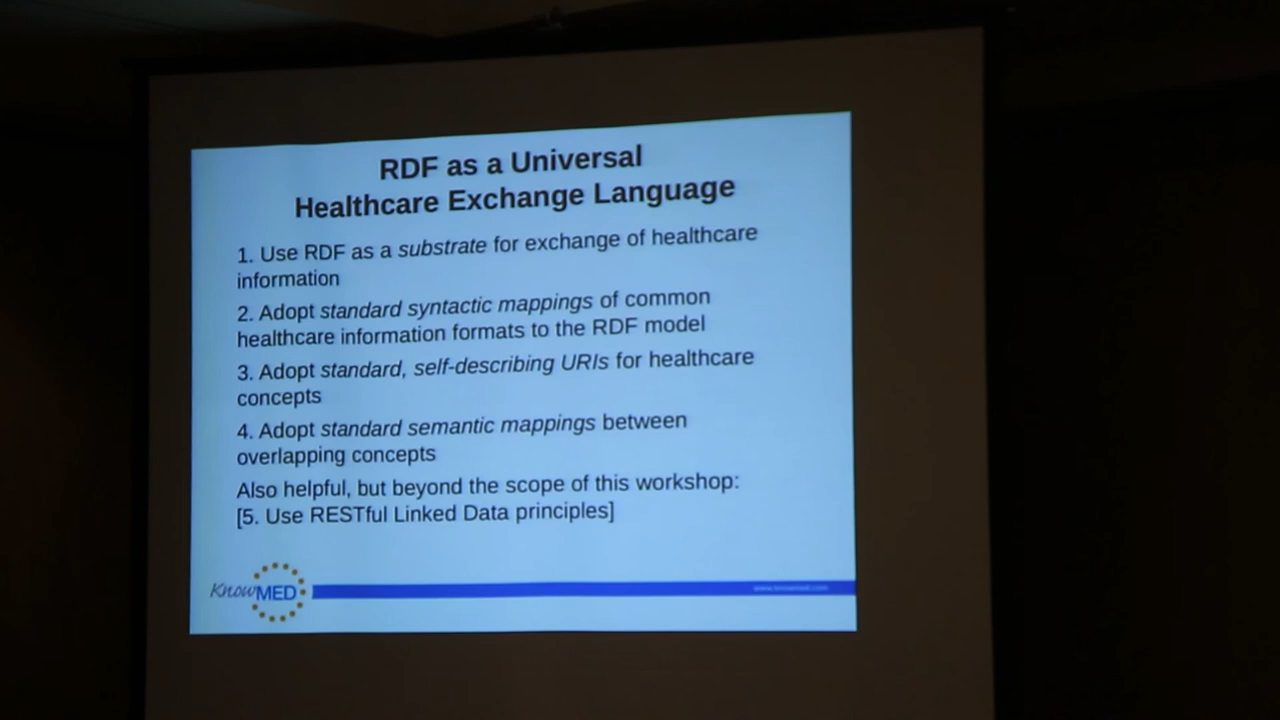 RDF as a Universal
Healthcare Exchange Language
1. Use RDF as a substrate for exchange of healthcare
information
2. Adopt standard syntactic mappings of common
healthcare information formats to the RDF model
3. Adopt standard, self-describing URIs for healthcare
concepts
4. Adopt standard semantic mappings between
overlapping concepts
Also helpful, but beyond the scope of this workshop:
[5. Use RESTful Linked Data principles]
KnowMED
www.knowmed.com